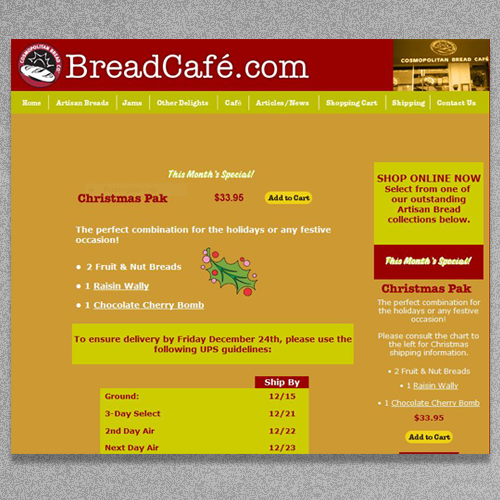 COSMOPOLITAN BREAD CO.
BreadCafé.com
COSMOPOLITAN BREAD CAFÉ
Home Artisan Breads Jams Other Delights Café Articles/News Shopping Cart Shipping Contact Us
This Month's Special!
Christmas Pak $33.95 Add to Cart
The perfect combination for the holidays or any festive
occasion!
• 2 Fruit & Nut Breads
• 1 Raisin Wally
• 1 Chocolate Cherry Bomb
To ensure delivery by Friday December 24th, please use the
following UPS guidelines:
Ship By
Ground: 12/15
3-Day Select 12/21
2nd Day Air 12/22
Next Day Air 12/23
SHOP ONLINE NOW
Select from one of
our outstanding
Artisan Bread
collections below.
This Month's Special!
Christmas Pak
The perfect combination for
the holidays or any festive
occasion!
Please consult the chart to
the left for Christmas
shipping information.
• 2 Fruit & Nut Breads
• 1 Raisin Wally
• 1 Chocolate Cherry Bomb
$33.95
Add to Cart